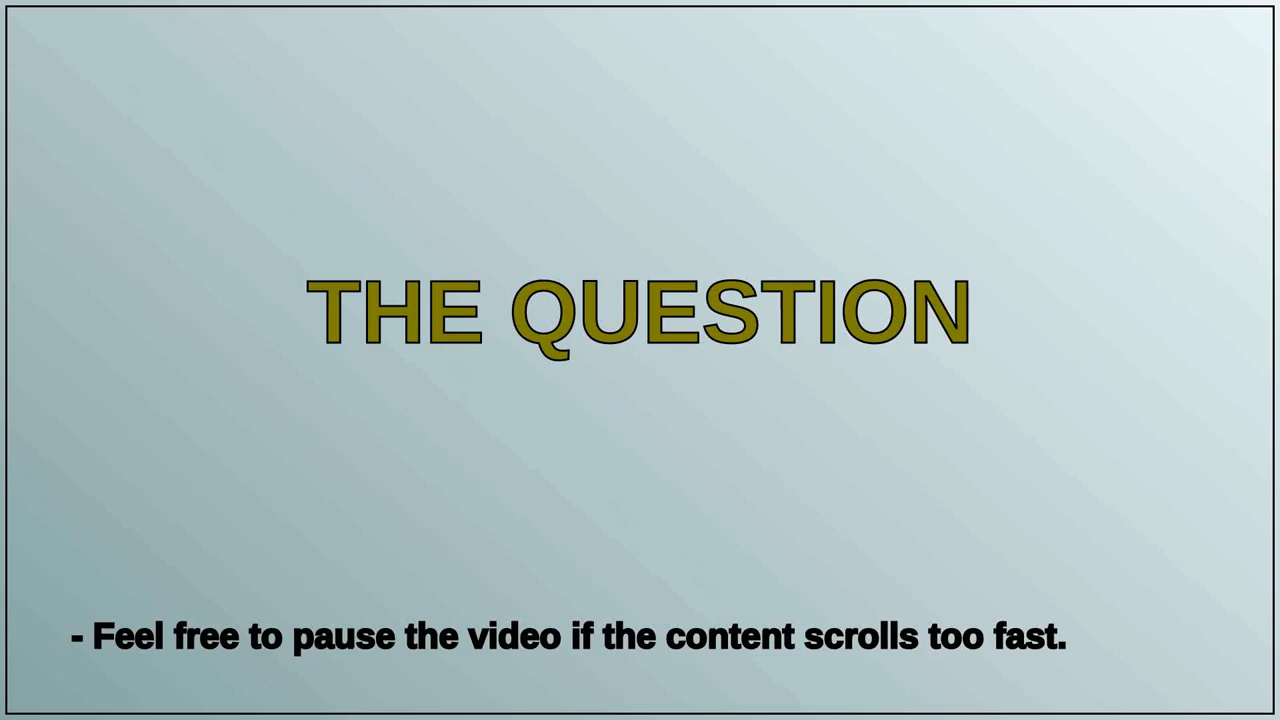 THE QUESTION
- Feel free to pause the video if the content scrolls too fast.